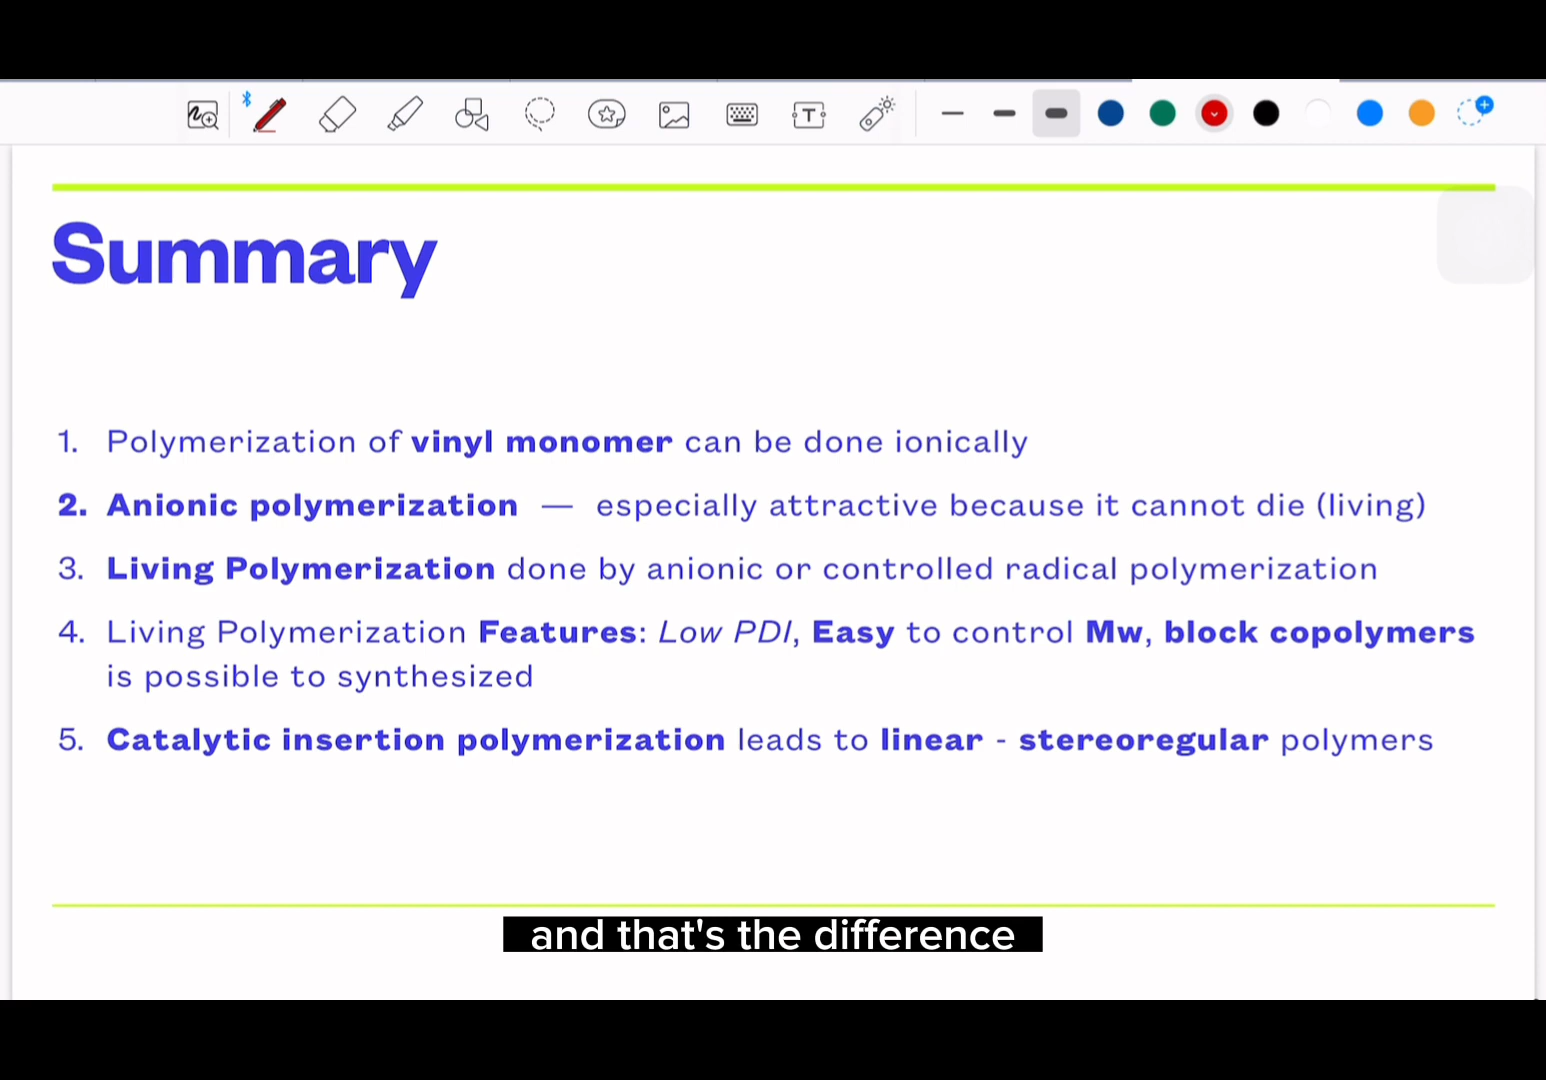 Summary
1. Polymerization of vinyl monomer can be done ionically
2. Anionic polymerization — especially attractive because it cannot die (living)
3. Living Polymerization done by anionic or controlled radical polymerization
4. Living Polymerization Features: Low PDI, Easy to control Mw, block copolymers
is possible to synthesized
5. Catalytic insertion polymerization leads to linear - stereoregular polymers
and that's the difference